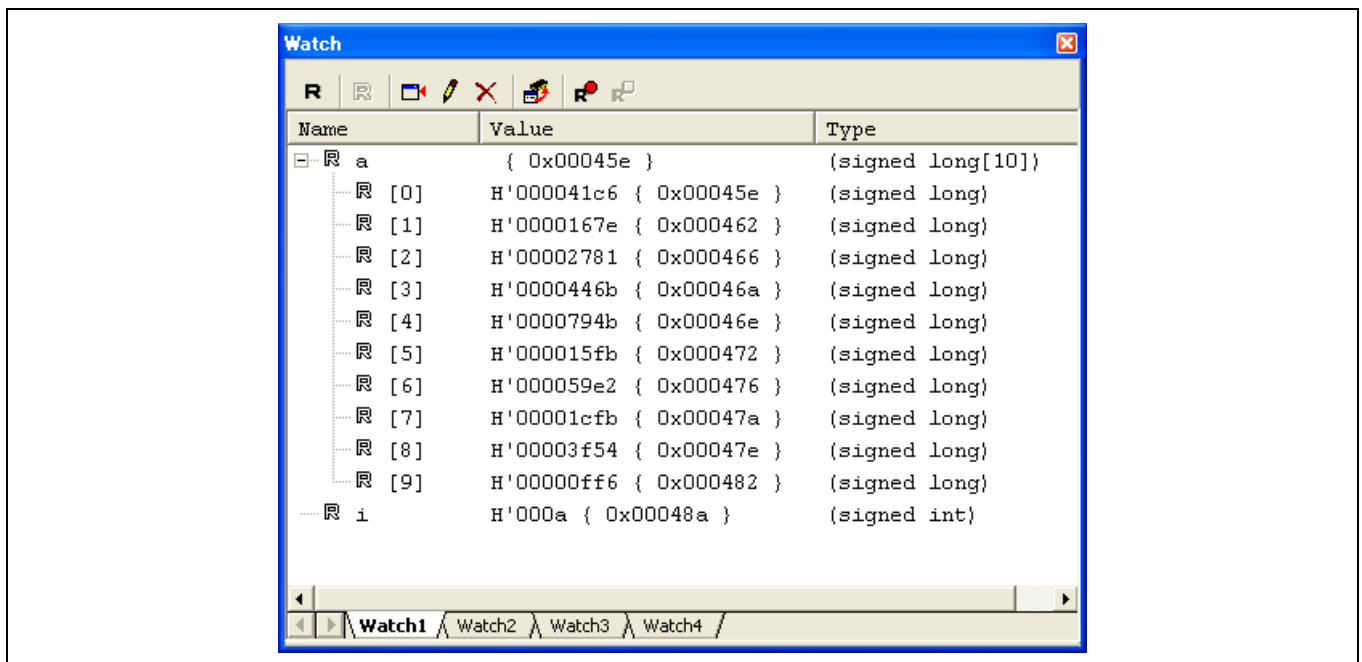 Watch
R R R R
Name Value Type
R a { 0x00045e } (signed long[10])
R [0] H'000041c6 { 0x00045e } (signed long)
R [1] H'0000167e { 0x000462 } (signed long)
R [2] H'00002781 { 0x000466 } (signed long)
R [3] H'0000446b { 0x00046a } (signed long)
R [4] H'0000794b { 0x00046e } (signed long)
R [5] H'000015fb { 0x000472 } (signed long)
R [6] H'000059e2 { 0x000476 } (signed long)
R [7] H'00001cfb { 0x00047a } (signed long)
R [8] H'00003f54 { 0x00047e } (signed long)
R [9] H'00000ff6 { 0x000482 } (signed long)
R i H'000a { 0x00048a } (signed int)
Watch1 Watch2 Watch3 Watch4